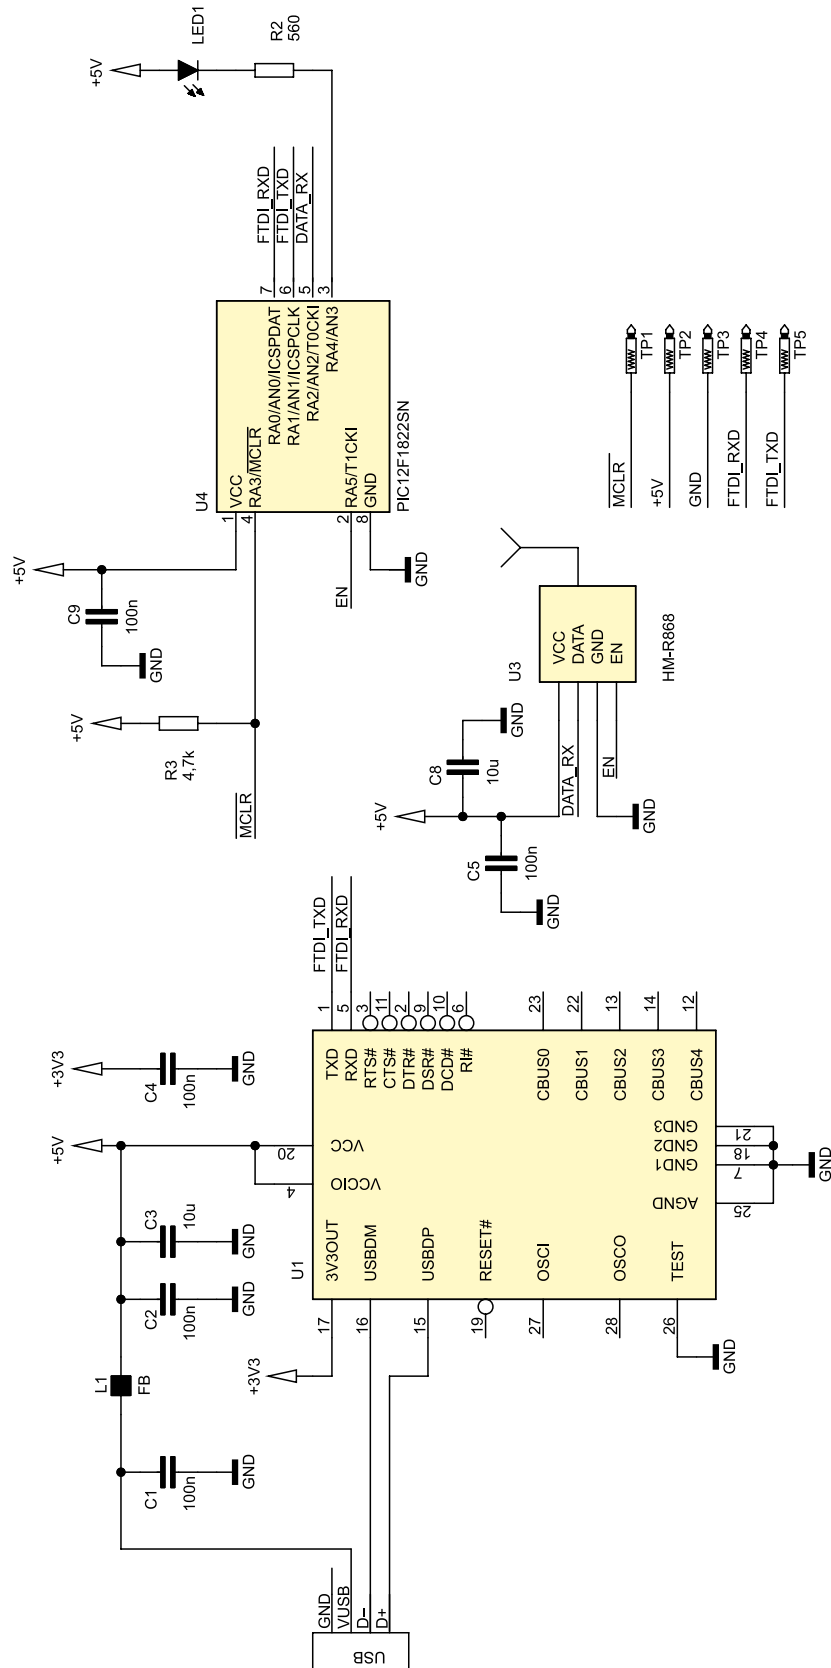 USB
GND
VUSB
D–
D+
C1
100n
GND
L1
FB
C2
100n
GND
C3
10u
GND
+5V
+3V3
C4
100n
GND
+3V3
U1
17
3V3OUT
16
USBDM
15
USBDP
19
RESET#
27
OSCI
28
OSCO
26
TEST
GND
4
VCCIO
20
VCC
TXD
1
FTDI_TXD
RXD
5
FTDI_RXD
RTS#
3
CTS#
11
DTR#
2
DSR#
9
DCD#
10
RI#
6
CBUS0
23
CBUS1
22
CBUS2
13
CBUS3
14
CBUS4
12
AGND
25
GND1
7
GND2
18
GND3
21
GND
MCLR
R3
4,7k
+5V
GND
C9
100n
+5V
U4
1
VCC
4
RA3/MCLR
EN
2
RA5/T1CKI
8
GND
GND
RA0/AN0/ICSPDAT
7
FTDI_RXD
RA1/AN1/ICSPCLK
6
FTDI_TXD
RA2/AN2/T0CKI
5
DATA_RX
RA4/AN3
3
PIC12F1822SN
+5V
LED1
R2
560
GND
C5
100n
+5V
C8
10u
GND
DATA_RX
GND
EN
U3
VCC
DATA
GND
EN
HM-R868
MCLR
TP1
+5V
TP2
GND
TP3
FTDI_RXD
TP4
FTDI_TXD
TP5